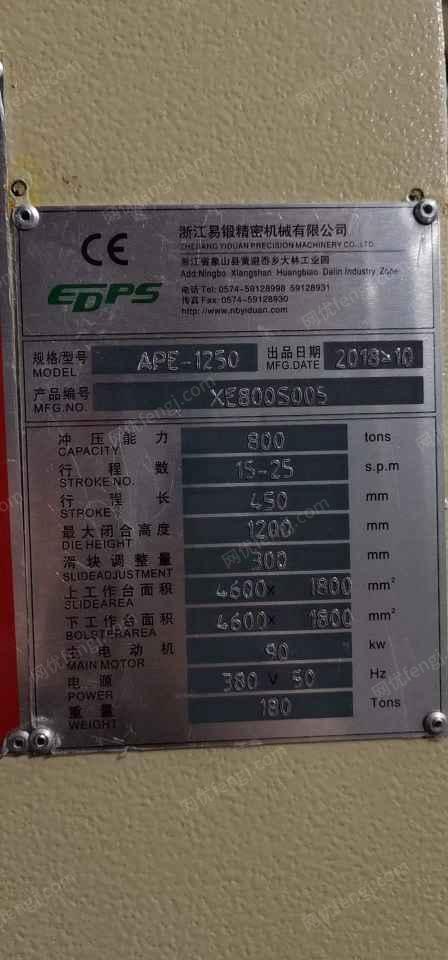 CE
EDPS
浙江易锻精密机械有限公司
ZHEJIANG YIDUAN PRECISION MACHINERY CO.,LTD.
浙江省象山县黄避岙乡大林工业园
Add:Ningbo Xiangshan Huangbiao Dalin Industry Zone
电话 Tel: 0574-59128998 59128931
传真 Fax: 0574-59128930
http://www.nbyiduan.com
规格/型号 APE-1250 出品日期 2018.10
MODEL MFG.DATE
产品编号 XE800S005
MFG.NO.
冲压能力 800 tons
CAPACITY
行程数 15-25 s.p.m
STROKE NO.
行程长 450 mm
STROKE
最大闭合高度 1200 mm
DIE HEIGHT
滑块调整量 300 mm
SLIDEADJUSTMENT
上工作台面积 4600 x 1800 mm²
SLIDEAREA
下工作台面积 4600 x 1800 mm²
BOLSTERAREA
主电动机 90 kw
MAIN MOTOR
电源 380 V 50 Hz
POWER
重量 180 Tons
WEIGHT
网优fengj.com